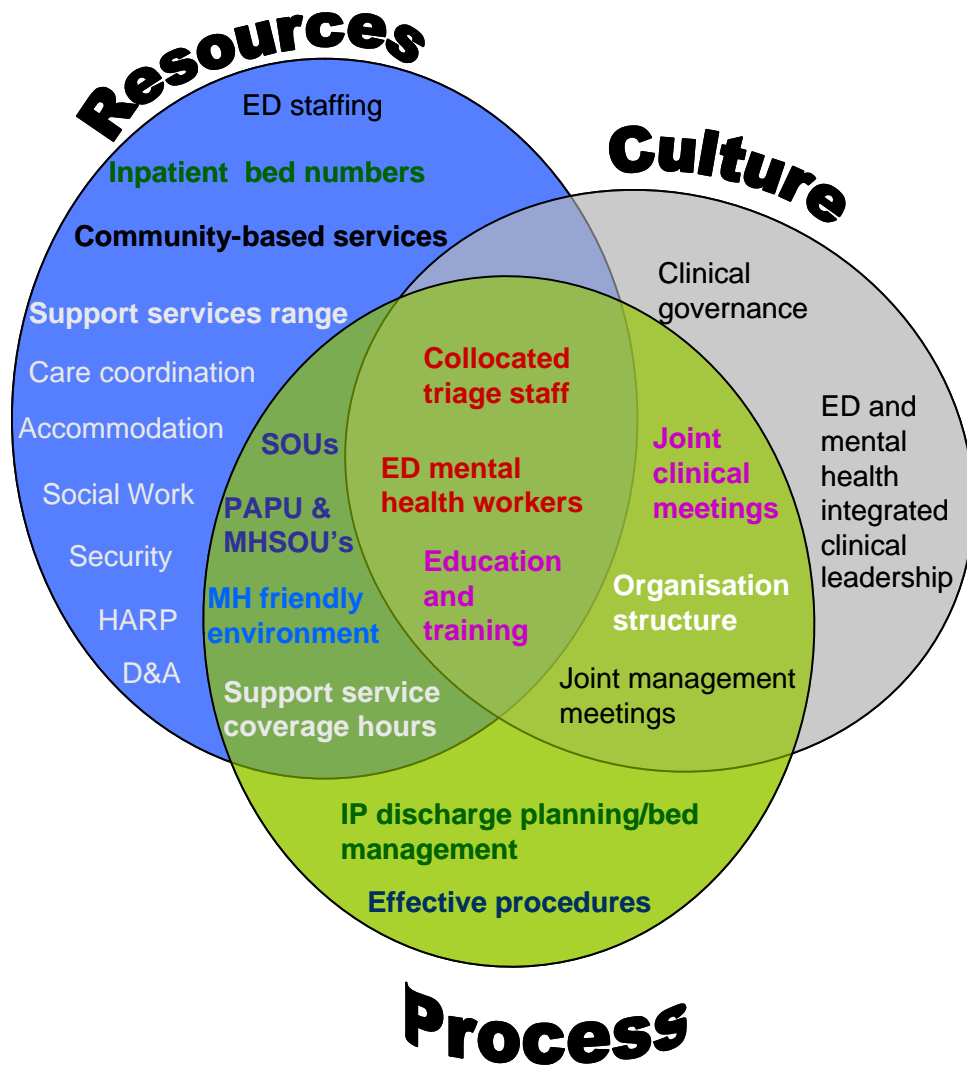 Resources
ED staffing
Inpatient bed numbers
Community-based services
Support services range
Care coordination
Accommodation
Social Work
Security
HARP
D&A
Culture
Clinical
governance
ED and
mental
health
integrated
clinical
leadership
Collocated
triage staff
ED mental
health workers
Education
and
training
SOUs
PAPU &
MHSOU’s
MH friendly
environment
Support service
coverage hours
Joint
clinical
meetings
Organisation
structure
Joint management
meetings
IP discharge planning/bed
management
Effective procedures
Process